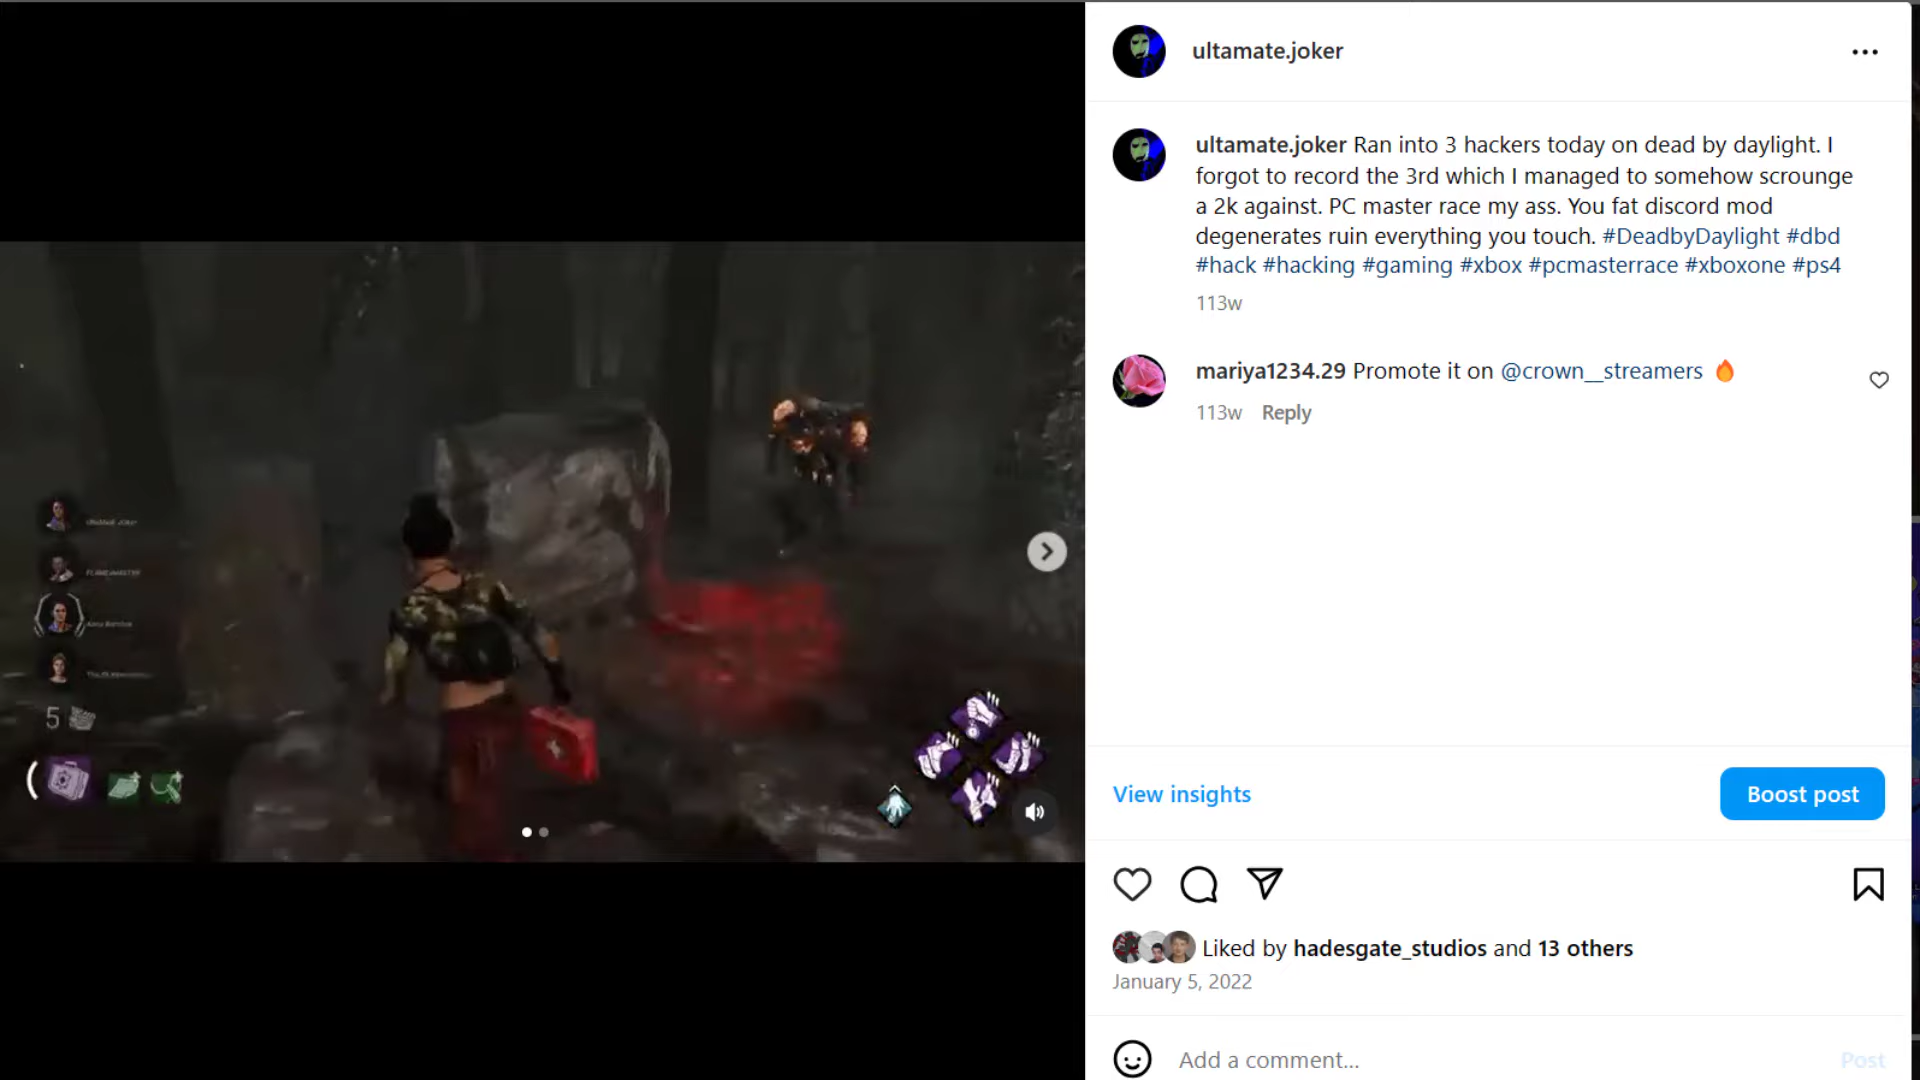 ultamate.joker
ultamate.joker Ran into 3 hackers today on dead by daylight. I
forgot to record the 3rd which I managed to somehow scrounge
a 2k against. PC master race my ass. You fat discord mod
degenerates ruin everything you touch. #DeadbyDaylight #dbd
#hack #hacking #gaming #xbox #pcmasterrace #xboxone #ps4
113w
mariya1234.29 Promote it on @crown__streamers
113w Reply
5
View insights
Boost post
Liked by hadesgate_studios and 13 others
January 5, 2022
Add a comment...
Post